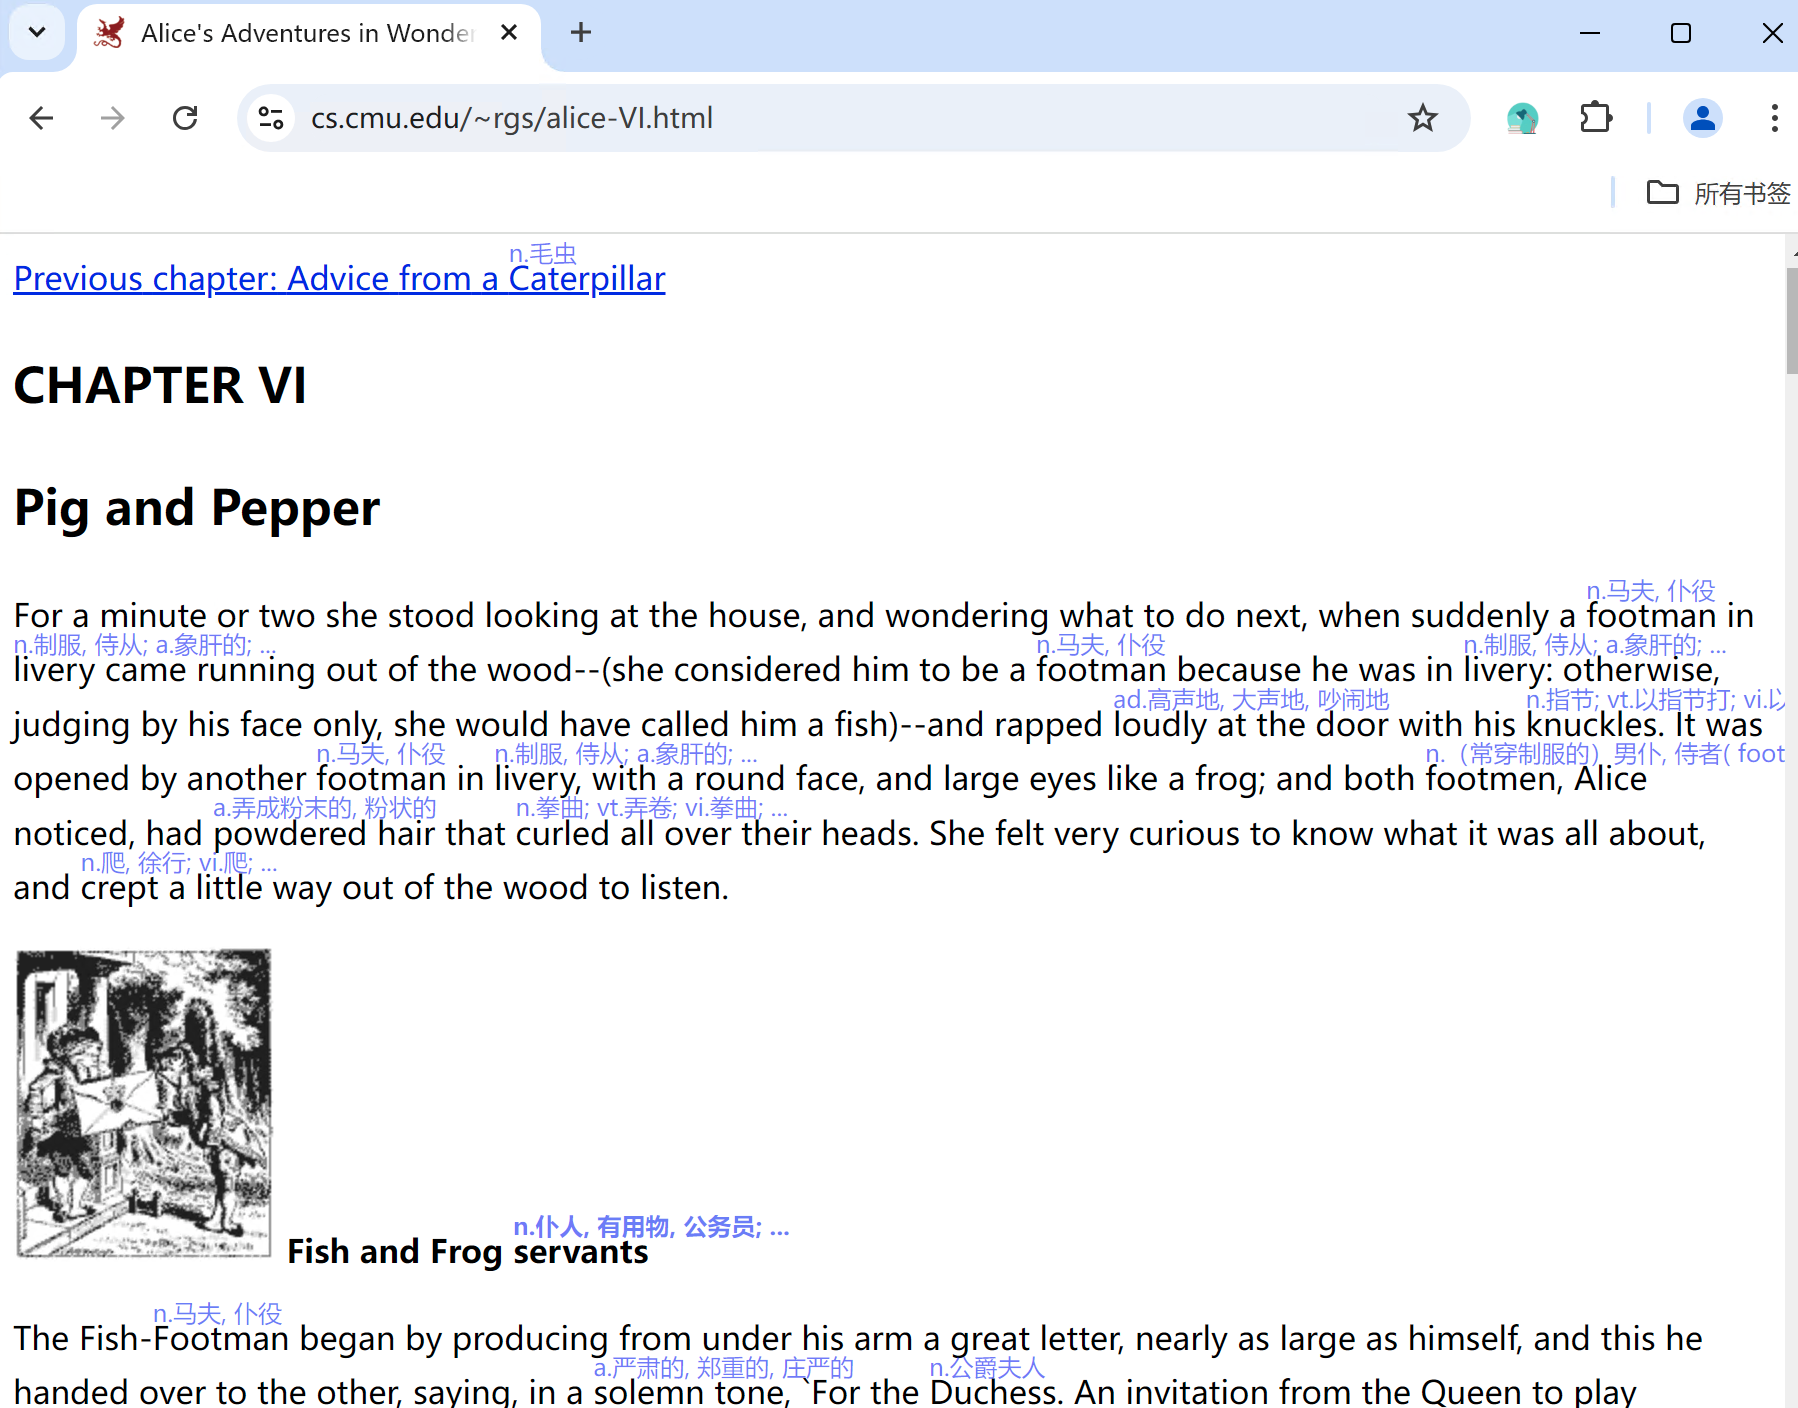 Alice's Adventures in Wonder
cs.cmu.edu/~rgs/alice-VI.html
所有书签
n.毛虫
Previous chapter: Advice from a Caterpillar
CHAPTER VI
Pig and Pepper
n.马夫, 仆役
For a minute or two she stood looking at the house, and wondering what to do next, when suddenly a footman in
n.制服, 侍从; a.象肝的; ... n.马夫, 仆役 n.制服, 侍从; a.象肝的; ...
livery came running out of the wood--(she considered him to be a footman because he was in livery: otherwise,
ad.高声地, 大声地, 吵闹地 n.指节; vt.以指节打; vi.以
judging by his face only, she would have called him a fish)--and rapped loudly at the door with his knuckles. It was
n.马夫, 仆役 n.制服, 侍从; a.象肝的; ... n.（常穿制服的）男仆, 侍者( foot
opened by another footman in livery, with a round face, and large eyes like a frog; and both footmen, Alice
a.弄成粉末的, 粉状的 n.拳曲; vt.弄卷; vi.拳曲; ...
noticed, had powdered hair that curled all over their heads. She felt very curious to know what it was all about,
n.爬, 徐行; vi.爬; ...
and crept a little way out of the wood to listen.
n.仆人, 有用物, 公务员; ...
Fish and Frog servants
n.马夫, 仆役
The Fish-Footman began by producing from under his arm a great letter, nearly as large as himself, and this he
a.严肃的, 郑重的, 庄严的 n.公爵夫人
handed over to the other, saying, in a solemn tone, `For the Duchess. An invitation from the Queen to play